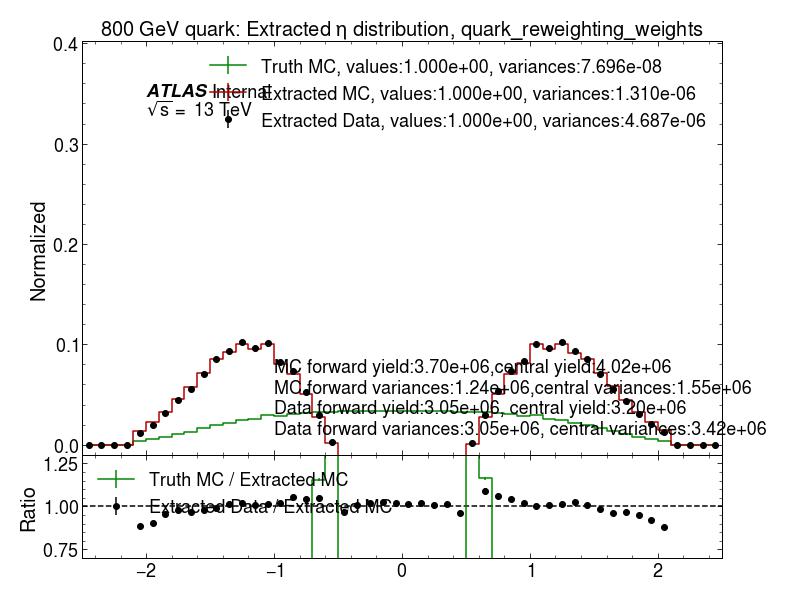 800 GeV quark: Extracted η distribution, quark_reweighting_weights
0.4
Truth MC, values:1.000e+00, variances:7.696e-08
ATLAS Internal
Extracted MC, values:1.000e+00, variances:1.310e-06
√s = 13 TeV
Extracted Data, values:1.000e+00, variances:4.687e-06
0.3
Normalized
0.2
0.1
MC forward yield:3.70e+06,central yield:4.02e+06
MC forward variances:1.24e+06,central variances:1.55e+06
Data forward yield:3.05e+06, central yield:3.20e+06
Data forward variances:3.05e+06, central variances:3.42e+06
0.0
1.25
Truth MC / Extracted MC
Ratio
1.00
Extracted Data / Extracted MC
0.75
−2 −1 0 1 2